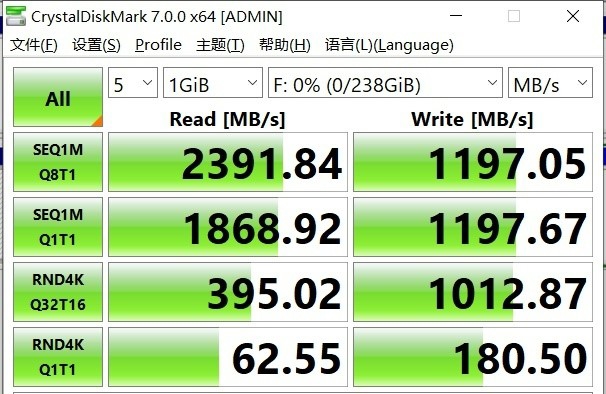 CrystalDiskMark 7.0.0 x64 [ADMIN]
文件(F) 设置(S) Profile 主题(T) 帮助(H) 语言(L)(Language)
All 5 1GiB F: 0% (0/238GiB) MB/s
Read [MB/s] Write [MB/s]
SEQ1M
Q8T1
2391.84 1197.05
SEQ1M
Q1T1
1868.92 1197.67
RND4K
Q32T16
395.02 1012.87
RND4K
Q1T1
62.55 180.50